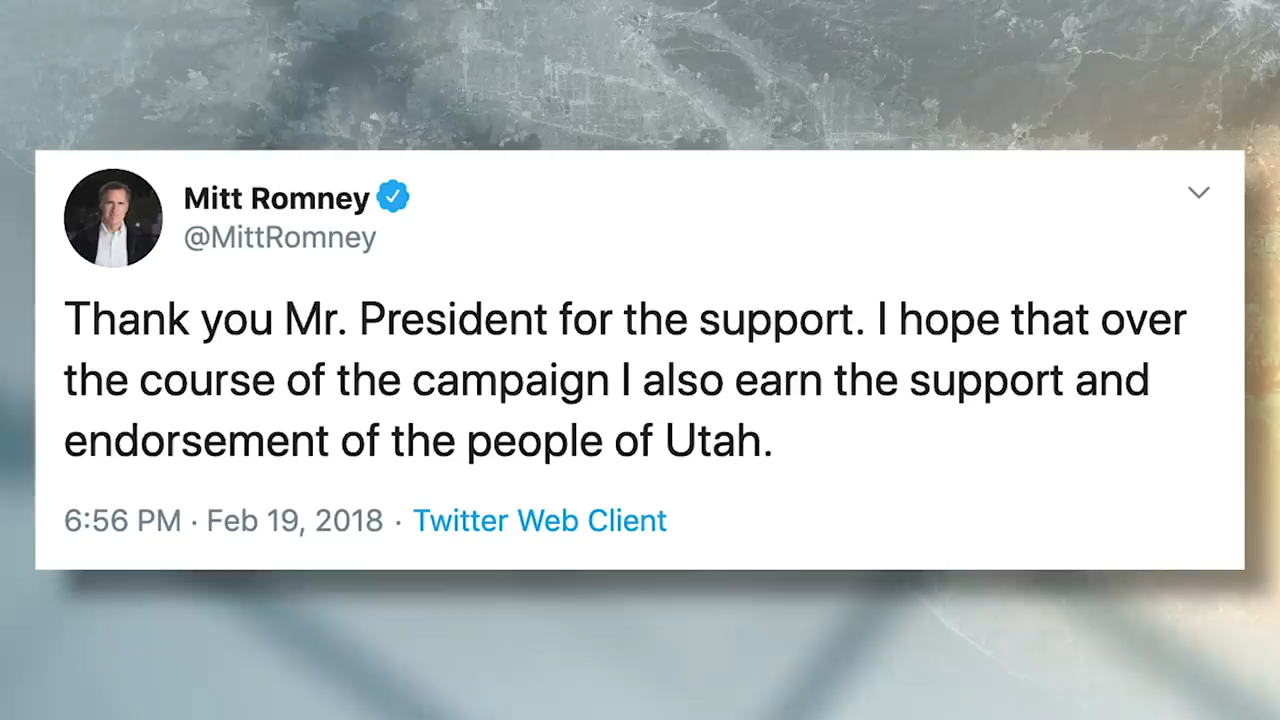 Mitt Romney
@MittRomney
Thank you Mr. President for the support. I hope that over
the course of the campaign I also earn the support and
endorsement of the people of Utah.
6:56 PM · Feb 19, 2018 · Twitter Web Client